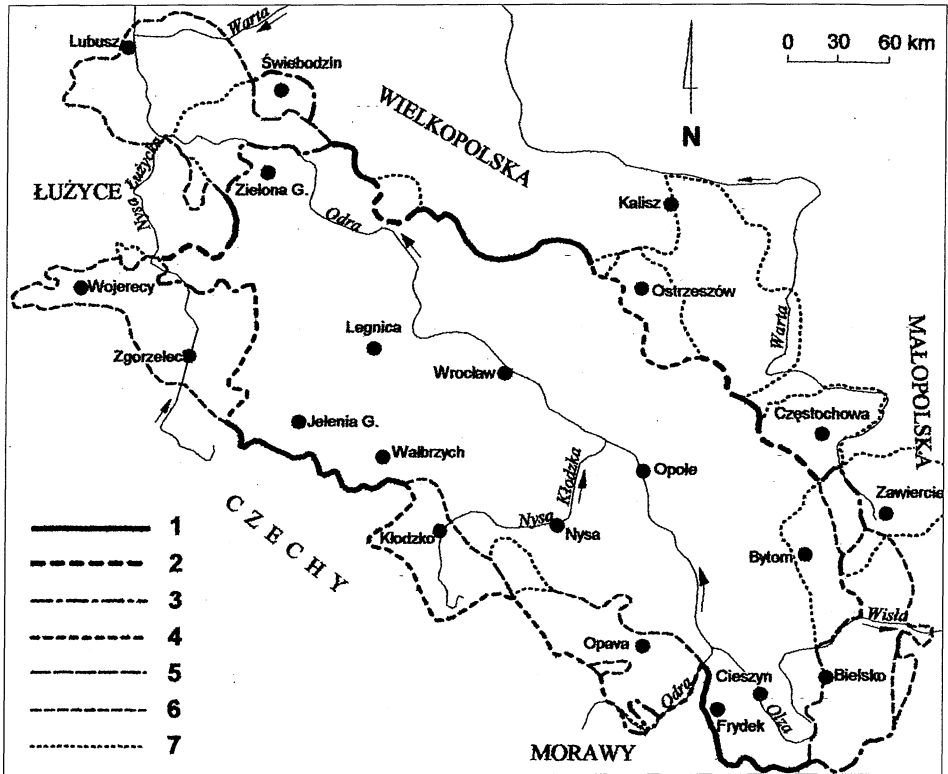 Warta
Lubusz
0 30 60 km
Świebodzin
WIELKOPOLSKA
N
Nysa Łużycka
ŁUŻYCE
Zielona G.
Kalisz
Odra
Wojerecy
Ostrzeszów
Legnica
Warta
MAŁOPOLSKA
Zgorzelec
Wrocław
Jelenia G.
Częstochowa
Wałbrzych
Opole
Nysa Kłodzka
Zawiercie
CZECHY
1
Kłodzko
Nysa
2
Bytom
3
4
Wisła
Opava
5
Cieszyn
Bielsko
6
Odra
Olza
Frydek
7
MORAWY